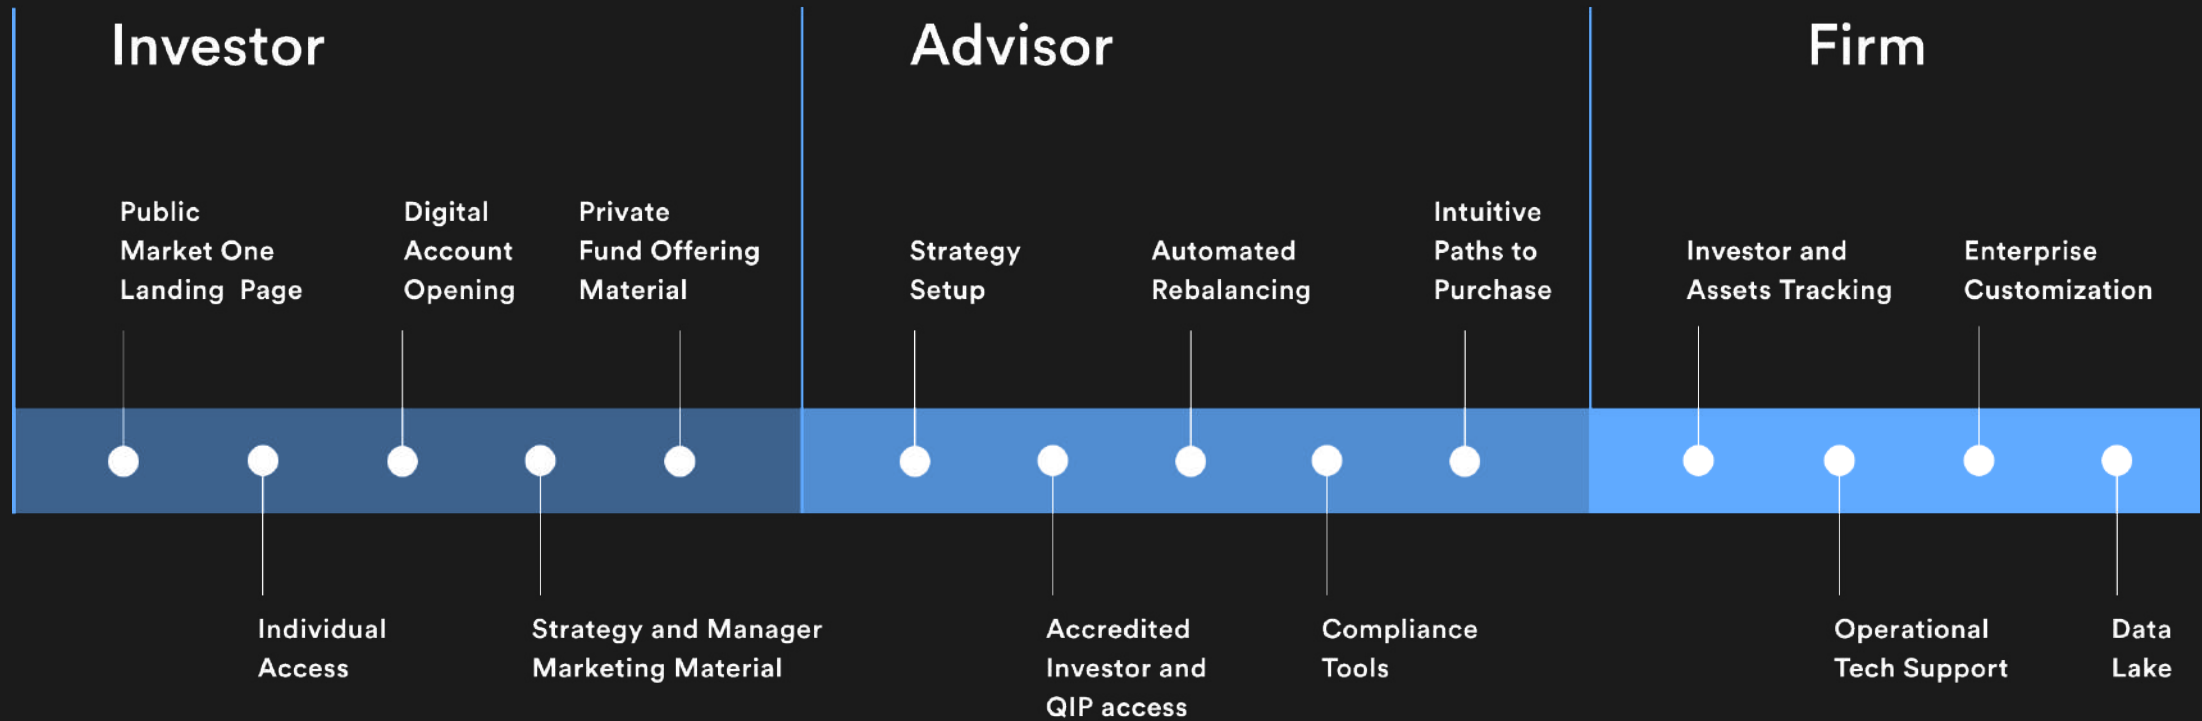 Investor
Public
Market One
Landing Page
Individual
Access
Digital
Account
Opening
Strategy and Manager
Marketing Material
Private
Fund Offering
Material
Advisor
Strategy
Setup
Accredited
Investor and
QIP access
Automated
Rebalancing
Compliance
Tools
Intuitive
Paths to
Purchase
Firm
Investor and
Assets Tracking
Operational
Tech Support
Enterprise
Customization
Data
Lake